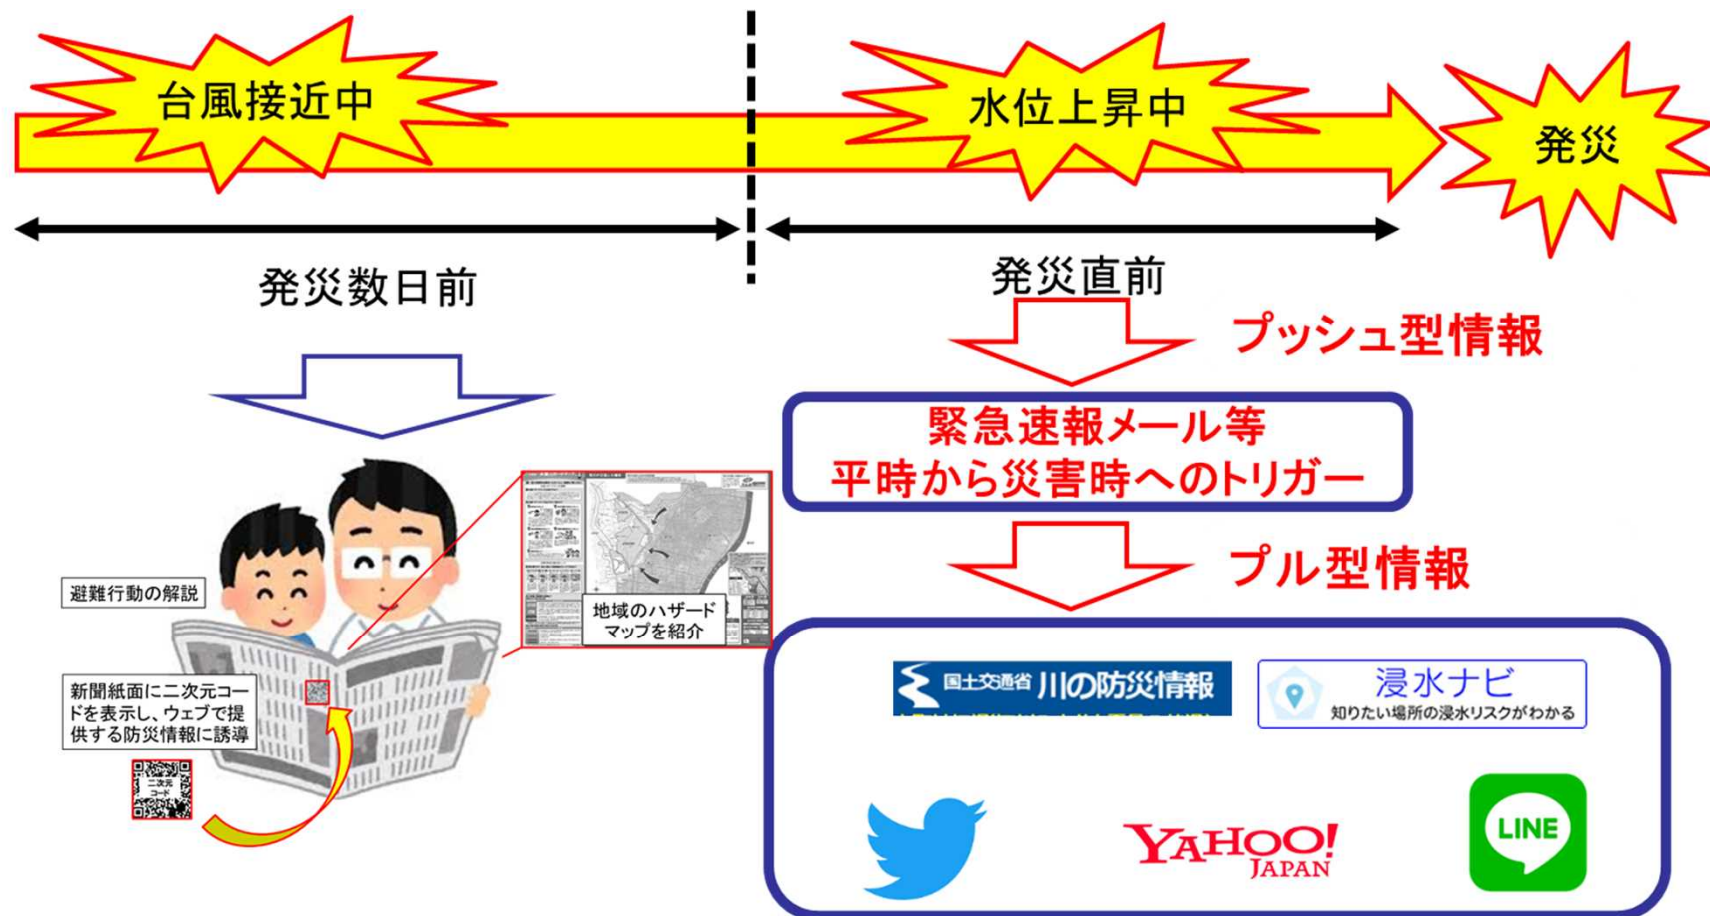 台風接近中
水位上昇中
発災
発災数日前
発災直前
プッシュ型情報
緊急速報メール等
平時から災害時へのトリガー
プル型情報
避難行動の解説
地域のハザード
マップを紹介
新聞紙面に二次元コー
ドを表示し、ウェブで提
供する防災情報に誘導
二次元
コード
国土交通省 川の防災情報
浸水ナビ
知りたい場所の浸水リスクがわかる
YAHOO!
JAPAN
LINE